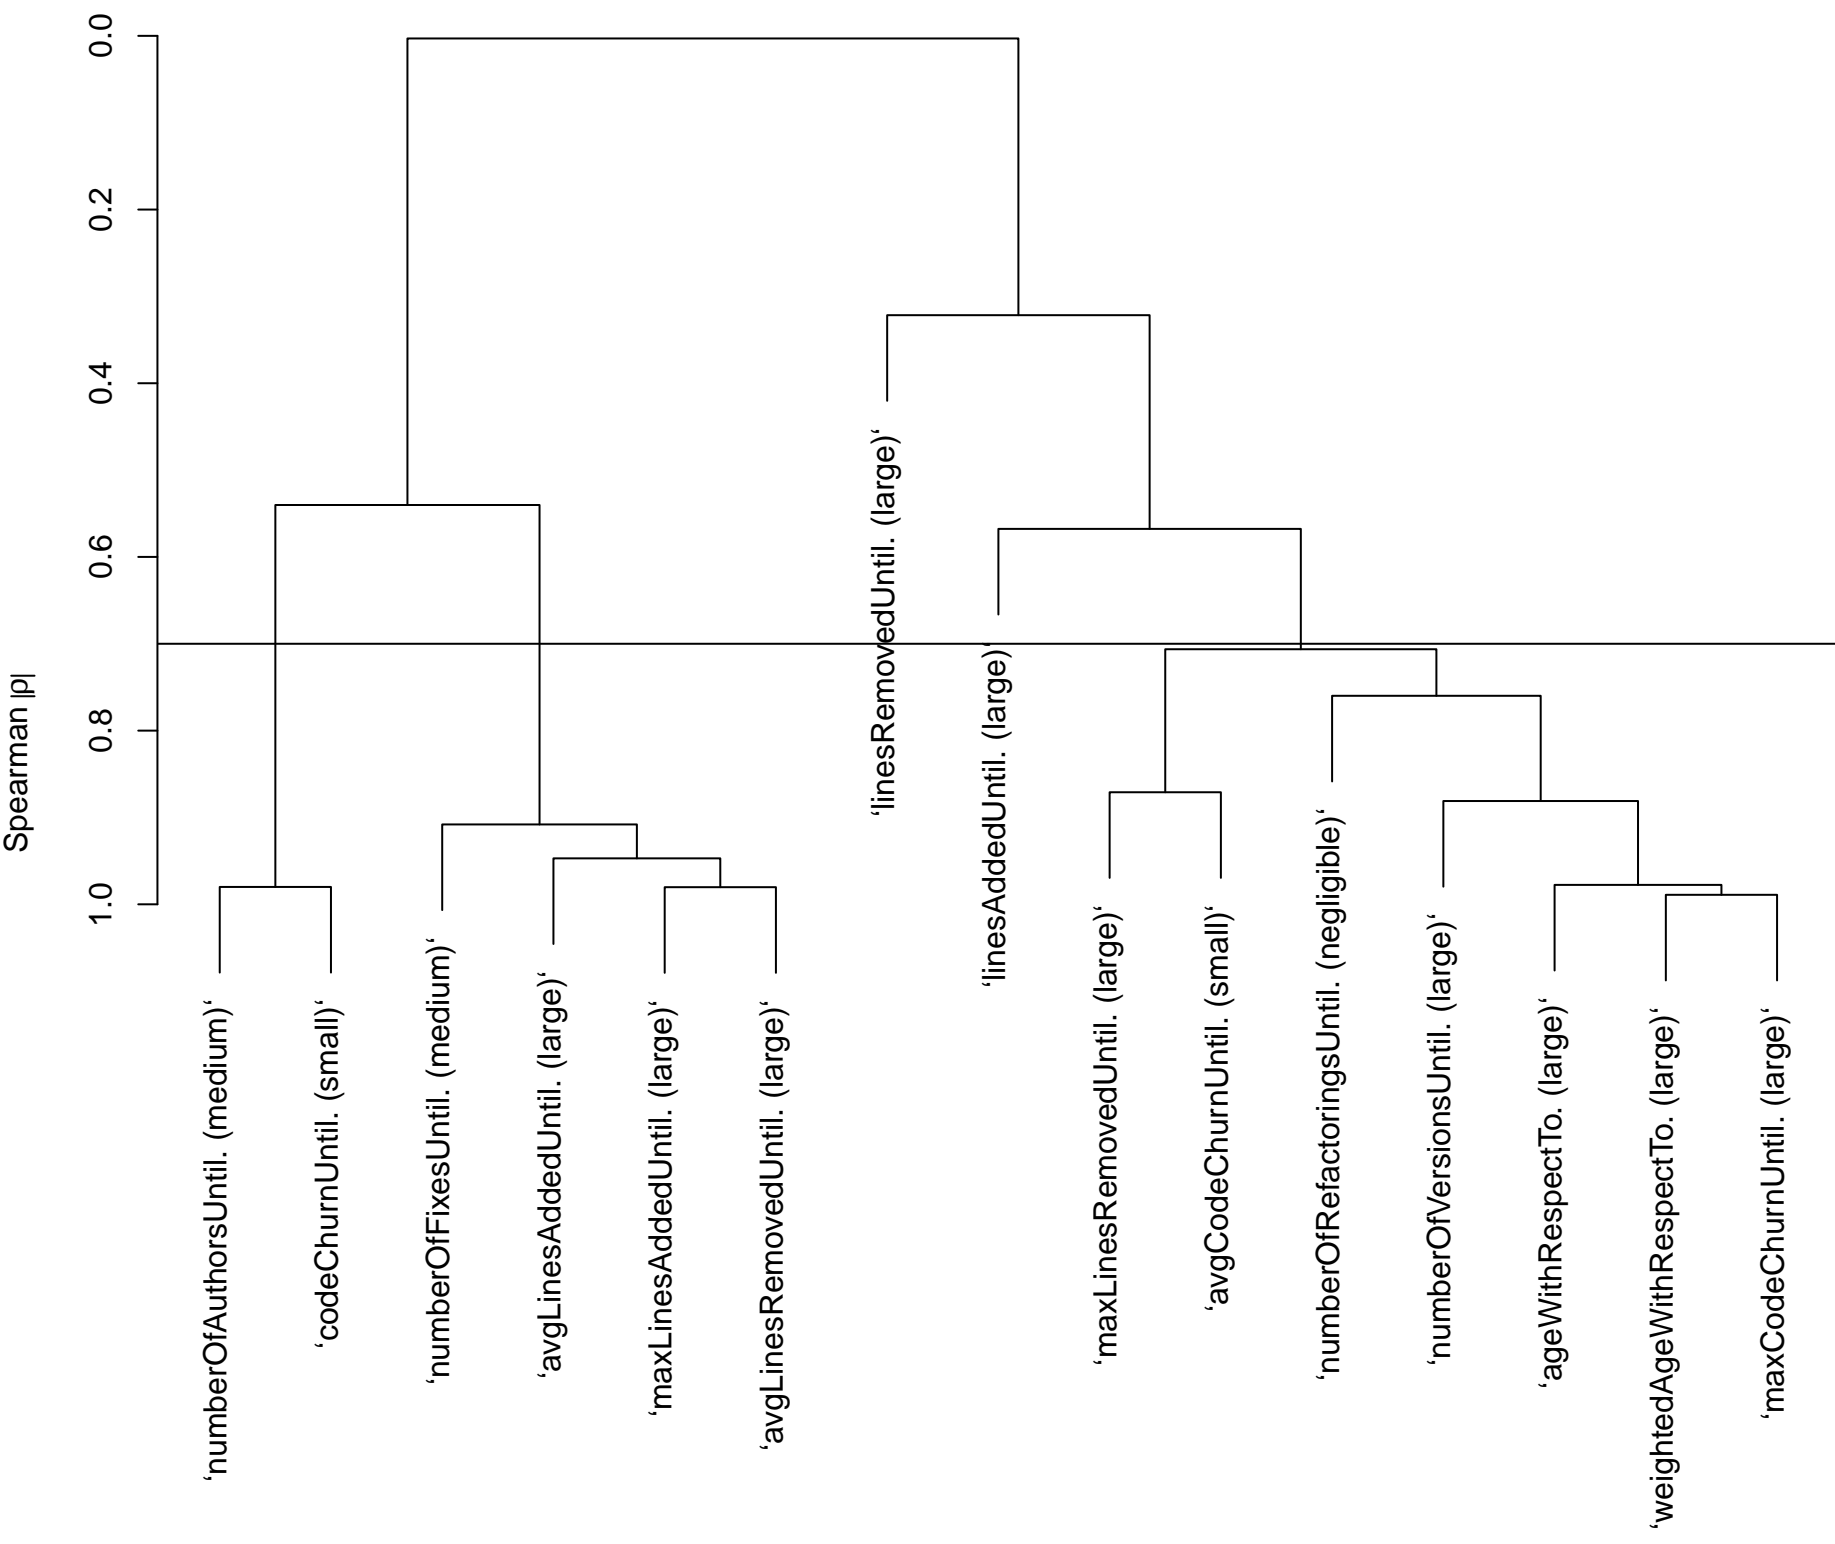 0.0
0.2
0.4
0.6
0.8
1.0
Spearman |ρ|
‘numberOfAuthorsUntil. (medium)‘
‘codeChurnUntil. (small)‘
‘numberOfFixesUntil. (medium)‘
‘avgLinesAddedUntil. (large)‘
‘maxLinesAddedUntil. (large)‘
‘avgLinesRemovedUntil. (large)‘
‘linesRemovedUntil. (large)‘
‘linesAddedUntil. (large)‘
‘maxLinesRemovedUntil. (large)‘
‘avgCodeChurnUntil. (small)‘
‘numberOfRefactoringsUntil. (negligible)‘
‘numberOfVersionsUntil. (large)‘
‘ageWithRespectTo. (large)‘
‘weightedAgeWithRespectTo. (large)‘
‘maxCodeChurnUntil. (large)‘